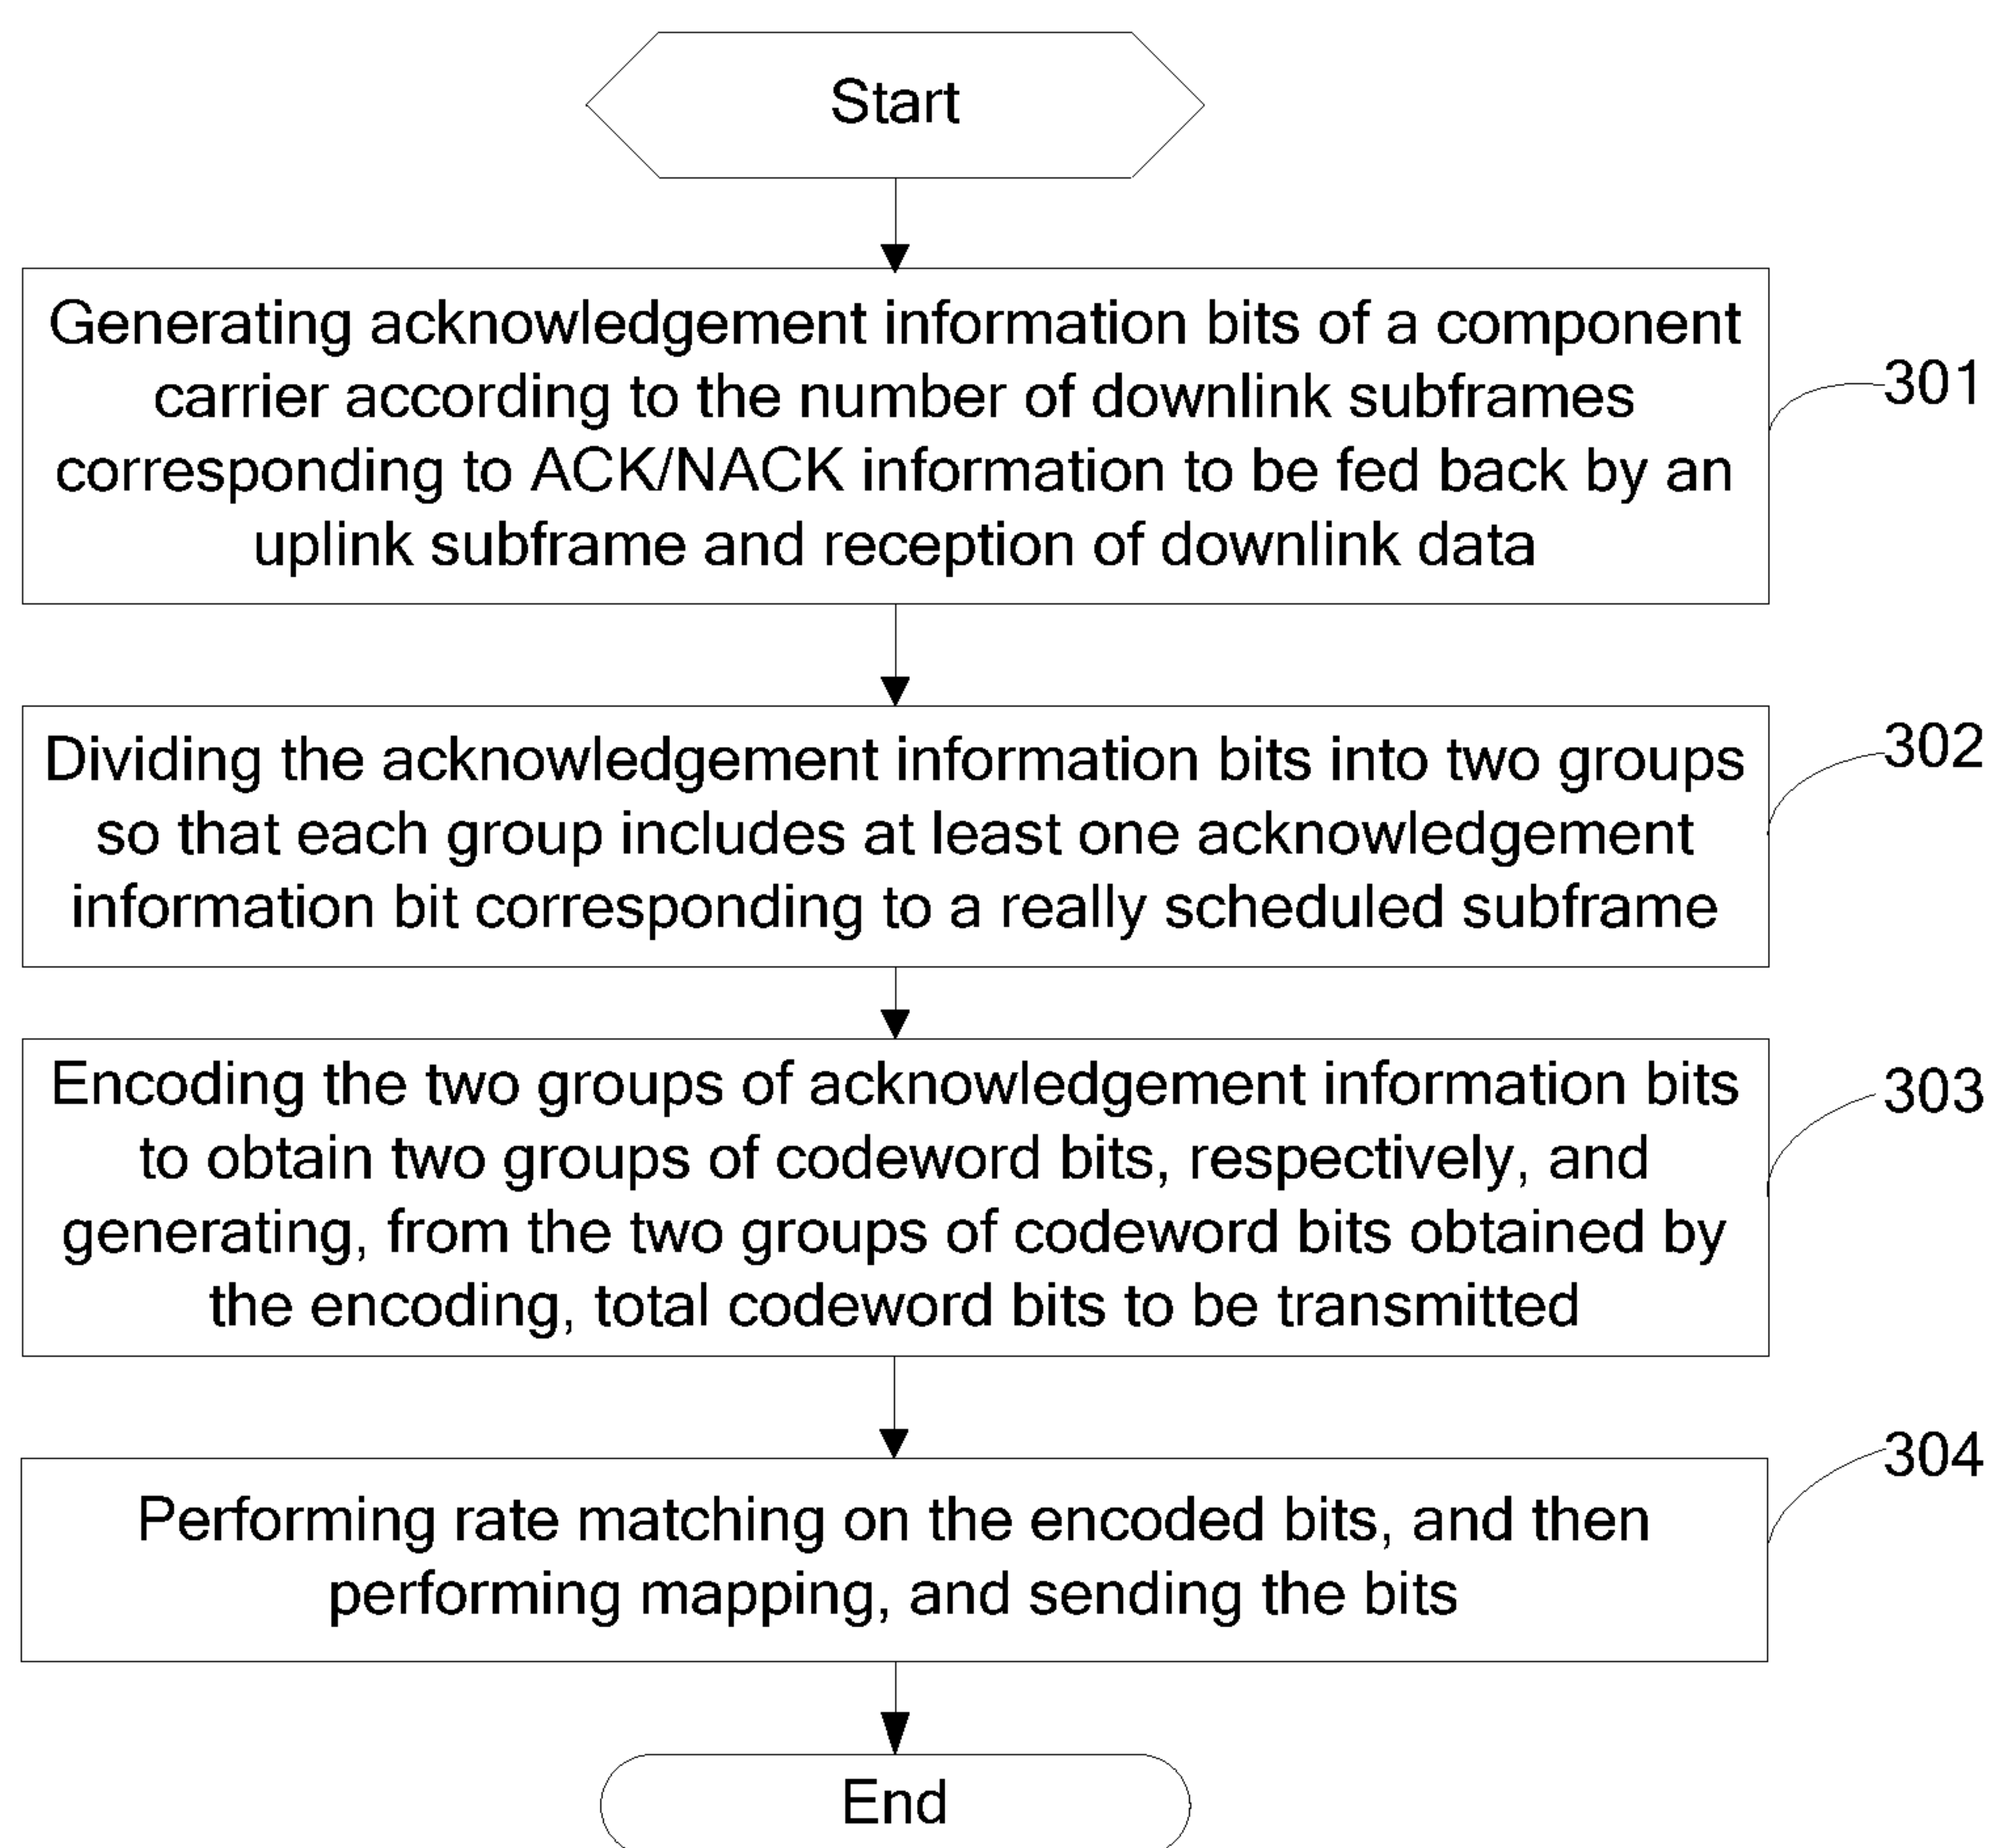 Start
Generating acknowledgement information bits of a component
carrier according to the number of downlink subframes
corresponding to ACK/NACK information to be fed back by an
uplink subframe and reception of downlink data
301
Dividing the acknowledgement information bits into two groups
so that each group includes at least one acknowledgement
information bit corresponding to a really scheduled subframe
302
Encoding the two groups of acknowledgement information bits
to obtain two groups of codeword bits, respectively, and
generating, from the two groups of codeword bits obtained by
the encoding, total codeword bits to be transmitted
303
Performing rate matching on the encoded bits, and then
performing mapping, and sending the bits
304
End